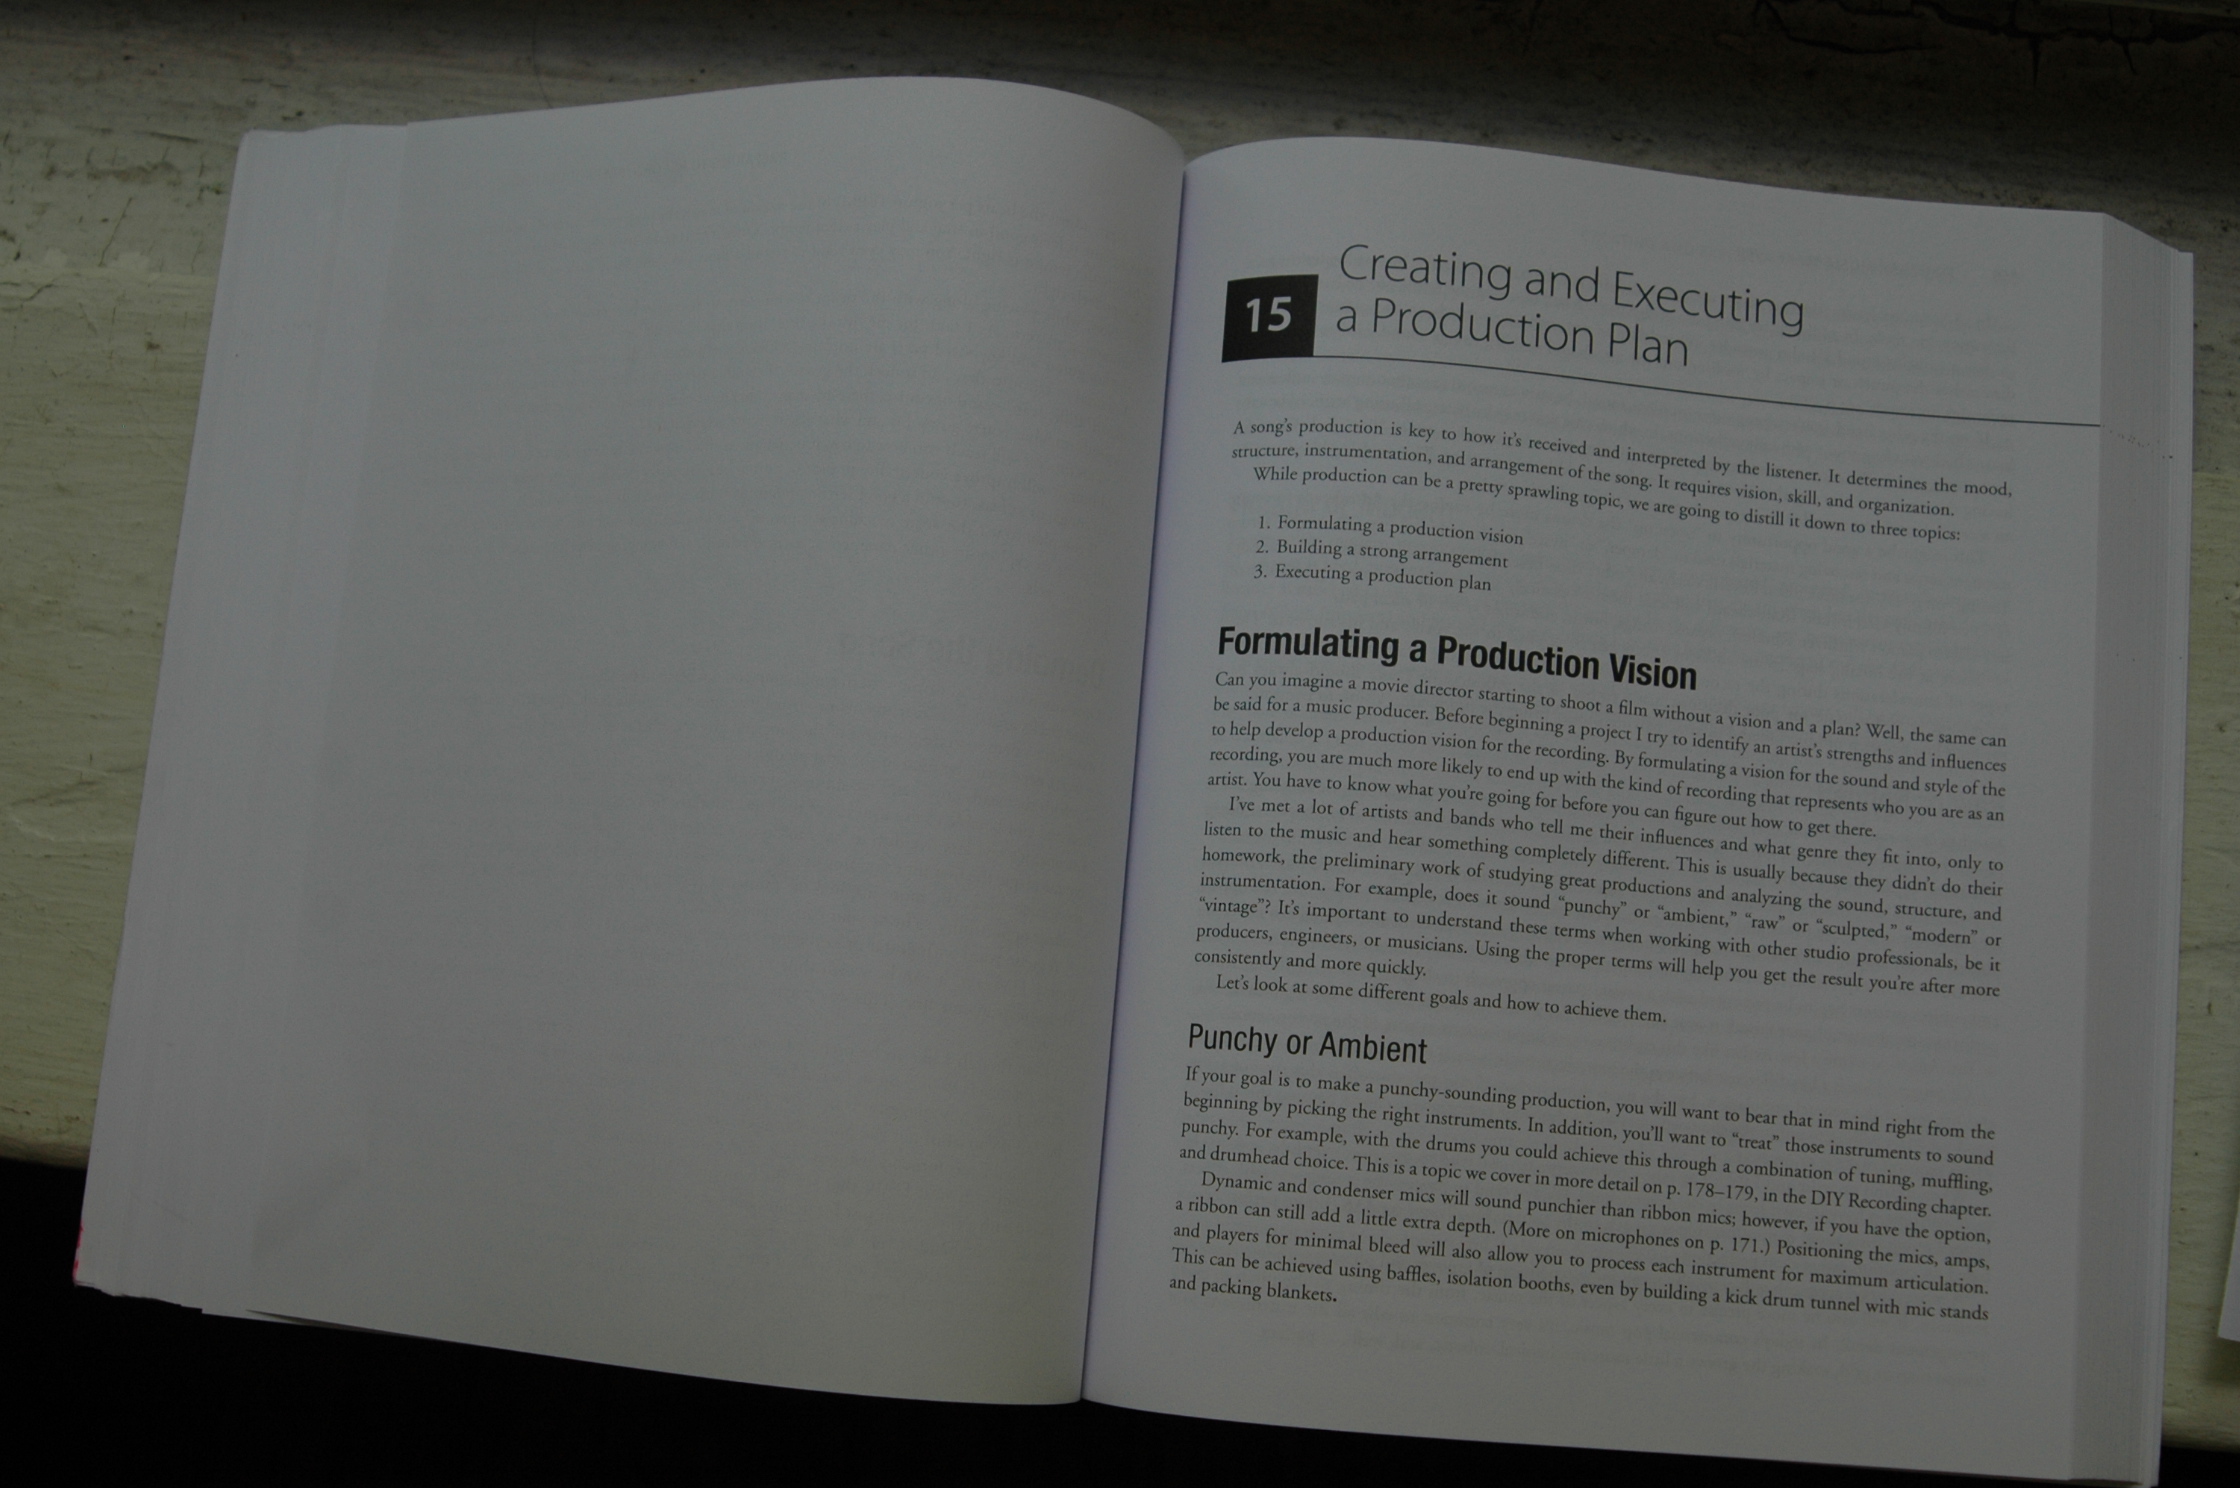 15
Creating and Executing
a Production Plan
A song's production is key to how it's received and interpreted by the listener. It determines the mood,
structure, instrumentation, and arrangement of the song. It requires vision, skill, and organization.
While production can be a pretty sprawling topic, we are going to distill it down to three topics:
1. Formulating a production vision
2. Building a strong arrangement
3. Executing a production plan
Formulating a Production Vision
Can you imagine a movie director starting to shoot a film without a vision and a plan? Well, the same can
be said for a music producer. Before beginning a project I try to identify an artist's strengths and influences
to help develop a production vision for the recording. By formulating a vision for the sound and style of the
recording, you are much more likely to end up with the kind of recording that represents who you are as an
artist. You have to know what you're going for before you can figure out how to get there.
I've met a lot of artists and bands who tell me their influences and what genre they fit into, only to
listen to the music and hear something completely different. This is usually because they didn't do their
homework, the preliminary work of studying great productions and analyzing the sound, structure, and
instrumentation. For example, does it sound “punchy” or “ambient,” “raw” or “sculpted,” “modern” or
“vintage”? It's important to understand these terms when working with other studio professionals, be it
producers, engineers, or musicians. Using the proper terms will help you get the result you're after more
consistently and more quickly.
Let's look at some different goals and how to achieve them.
Punchy or Ambient
If your goal is to make a punchy-sounding production, you will want to bear that in mind right from the
beginning by picking the right instruments. In addition, you'll want to “treat” those instruments to sound
punchy. For example, with the drums you could achieve this through a combination of tuning, muffling,
and drumhead choice. This is a topic we cover in more detail on p. 178–179, in the DIY Recording chapter.
Dynamic and condenser mics will sound punchier than ribbon mics; however, if you have the option,
a ribbon can still add a little extra depth. (More on microphones on p. 171.) Positioning the mics, amps,
and players for minimal bleed will also allow you to process each instrument for maximum articulation.
This can be achieved using baffles, isolation booths, even by building a kick drum tunnel with mic stands
and packing blankets.